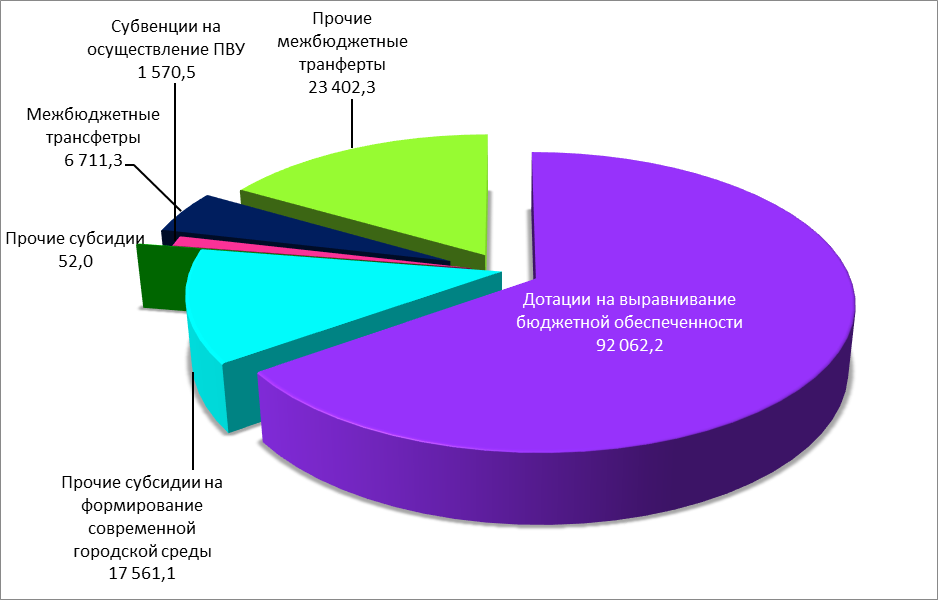 Субвенции на
осуществление ПВУ
1 570,5
Прочие
межбюджетные
транферты
23 402,3
Межбюджетные
трансфетры
6 711,3
Прочие субсидии
52,0
Дотации на выравнивание
бюджетной обеспеченности
92 062,2
Прочие субсидии на
формирование
современной
городской среды
17 561,1